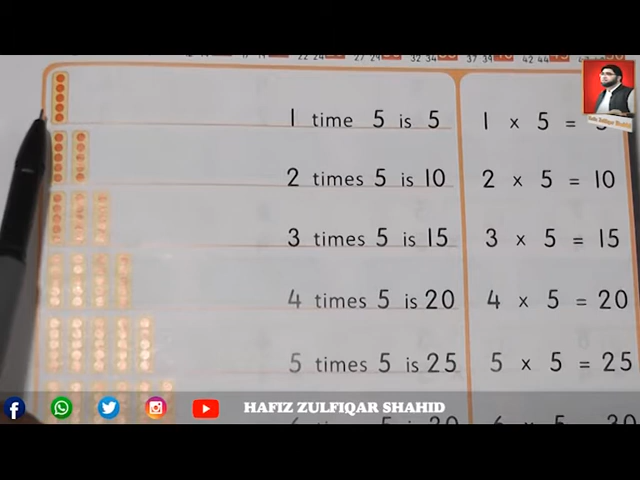 1 time 5 is 5 1 × 5 =
2 times 5 is 10 2 × 5 = 10
3 times 5 is 15 3 × 5 = 15
4 times 5 is 20 4 × 5 = 20
5 times 5 is 25 5 × 5 = 25
HAFIZ ZULFIQAR SHAHID